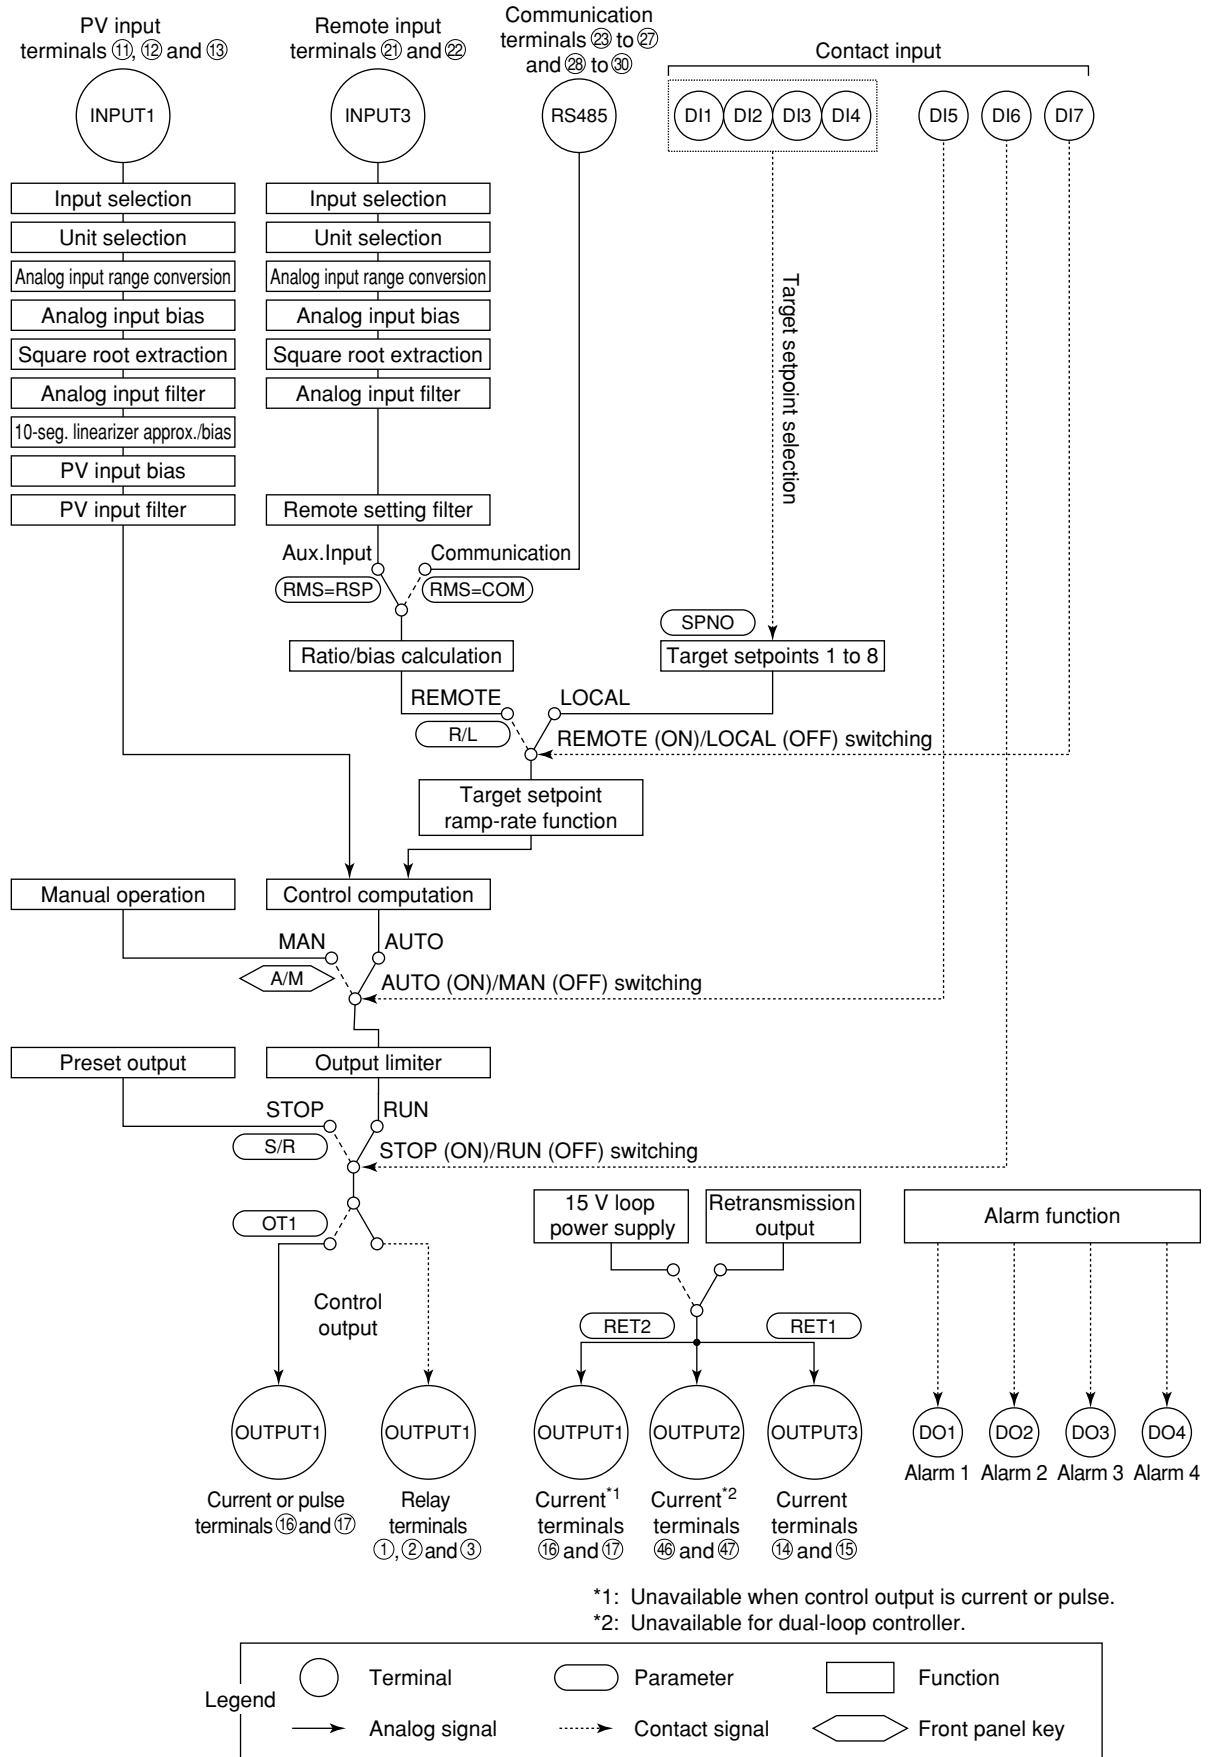 PV input
terminals ⑪, ⑫ and ⑬
Remote input
terminals ㉑ and ㉒
Communication
terminals ㉓ to ㉗
and ㉘ to ㉚
Contact input
INPUT1
INPUT3
RS485
DI1
DI2
DI3
DI4
DI5
DI6
DI7
Input selection
Unit selection
Analog input range conversion
Analog input bias
Square root extraction
Analog input filter
10-seg. linearizer approx./bias
PV input bias
PV input filter
Input selection
Unit selection
Analog input range conversion
Analog input bias
Square root extraction
Analog input filter
Remote setting filter
Target setpoint selection
Aux.Input
Communication
RMS=RSP
RMS=COM
SPNO
Ratio/bias calculation
Target setpoints 1 to 8
REMOTE
LOCAL
R/L
REMOTE (ON)/LOCAL (OFF) switching
Target setpoint
ramp-rate function
Manual operation
Control computation
MAN
AUTO
A/M
AUTO (ON)/MAN (OFF) switching
Preset output
Output limiter
STOP
RUN
S/R
STOP (ON)/RUN (OFF) switching
OT1
Control
output
15 V loop
power supply
Retransmission
output
Alarm function
RET2
RET1
OUTPUT1
OUTPUT1
OUTPUT1
OUTPUT2
OUTPUT3
DO1
DO2
DO3
DO4
Alarm 1
Alarm 2
Alarm 3
Alarm 4
Current or pulse
terminals ⑯ and ⑰
Relay
terminals
①, ② and ③
Current*1
terminals
⑯ and ⑰
Current*2
terminals
㊻ and ㊼
Current
terminals
⑭ and ⑮
*1: Unavailable when control output is current or pulse.
*2: Unavailable for dual-loop controller.
Legend
Terminal
Parameter
Function
Analog signal
Contact signal
Front panel key